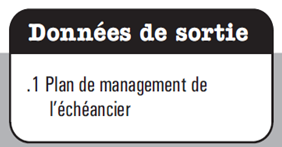 Données de sortie
.1 Plan de management de
l'échéancier